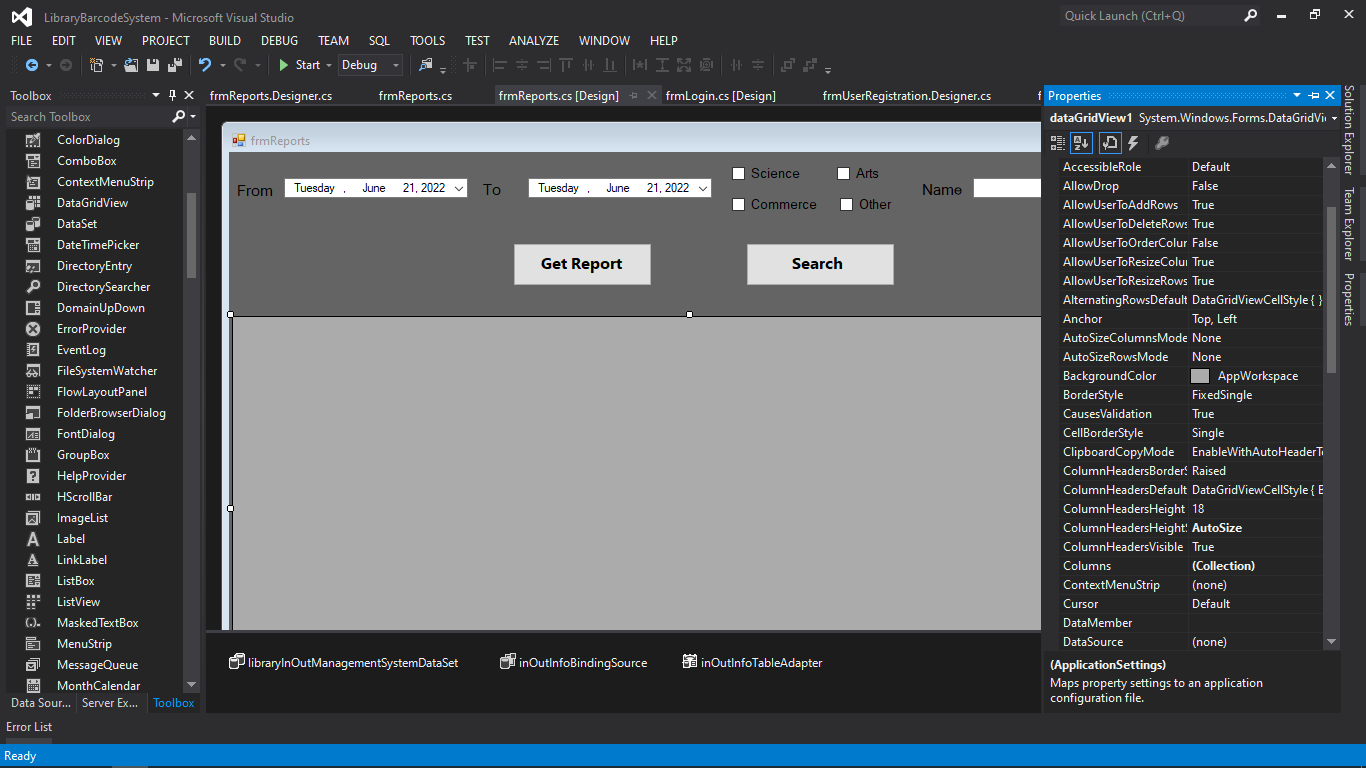 LibraryBarcodeSystem - Microsoft Visual Studio
Quick Launch (Ctrl+Q)
FILE EDIT VIEW PROJECT BUILD DEBUG TEAM SQL TOOLS TEST ANALYZE WINDOW HELP
Start Debug
Toolbox
Search Toolbox
ColorDialog
ComboBox
ContextMenuStrip
DataGridView
DataSet
DateTimePicker
DirectoryEntry
DirectorySearcher
DomainUpDown
ErrorProvider
EventLog
FileSystemWatcher
FlowLayoutPanel
FolderBrowserDialog
FontDialog
GroupBox
HelpProvider
HScrollBar
ImageList
Label
LinkLabel
ListBox
ListView
MaskedTextBox
MenuStrip
MessageQueue
MonthCalendar
Data Sour... Server Ex... Toolbox
frmReports.Designer.cs frmReports.cs frmReports.cs [Design] frmLogin.cs [Design] frmUserRegistration.Designer.cs
frmReports
From Tuesday , June 21, 2022 To Tuesday , June 21, 2022
Science Arts
Commerce Other
Name
Get Report Search
libraryInOutManagementSystemDataSet inOutInfoBindingSource inOutInfoTableAdapter
Properties
dataGridView1 System.Windows.Forms.DataGridVi
AccessibleRole Default
AllowDrop False
AllowUserToAddRows True
AllowUserToDeleteRows True
AllowUserToOrderColur False
AllowUserToResizeColu True
AllowUserToResizeRows True
AlternatingRowsDefault DataGridViewCellStyle { }
Anchor Top, Left
AutoSizeColumnsMode None
AutoSizeRowsMode None
BackgroundColor AppWorkspace
BorderStyle FixedSingle
CausesValidation True
CellBorderStyle Single
ClipboardCopyMode EnableWithAutoHeaderTe
ColumnHeadersBorderS Raised
ColumnHeadersDefault DataGridViewCellStyle { B
ColumnHeadersHeight 18
ColumnHeadersHeightS AutoSize
ColumnHeadersVisible True
Columns (Collection)
ContextMenuStrip (none)
Cursor Default
DataMember
DataSource (none)
(ApplicationSettings)
Maps property settings to an application
configuration file.
Solution Explorer
Team Explorer
Properties
Error List
Ready